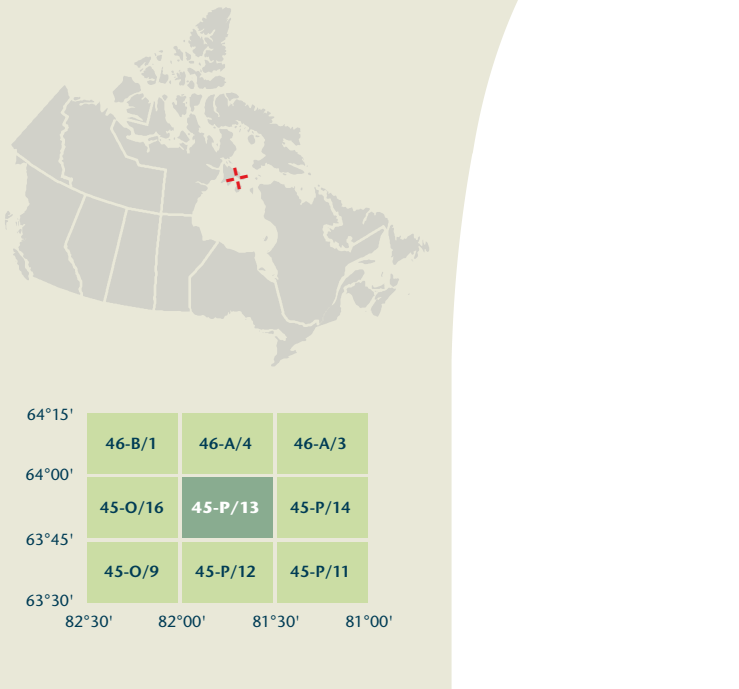 64°15'
46-B/1 46-A/4 46-A/3
64°00'
45-O/16 45-P/13 45-P/14
63°45'
45-O/9 45-P/12 45-P/11
63°30'
82°30' 82°00' 81°30' 81°00'